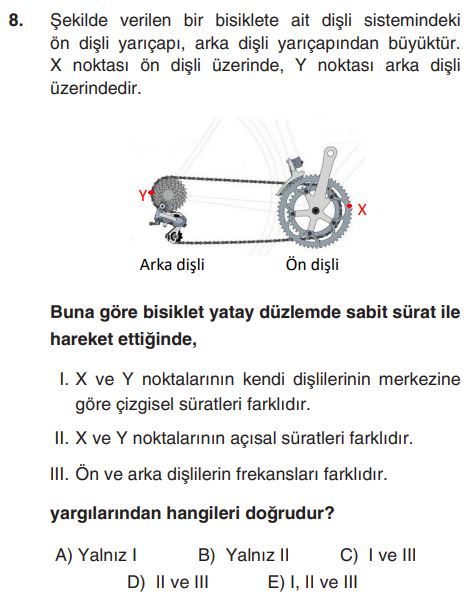 8. Şekilde verilen bir bisiklete ait dişli sistemindeki
ön dişli yarıçapı, arka dişli yarıçapından büyüktür.
X noktası ön dişli üzerinde, Y noktası arka dişli
üzerindedir.
Y
X
Arka dişli Ön dişli
Buna göre bisiklet yatay düzlemde sabit sürat ile
hareket ettiğinde,
I. X ve Y noktalarının kendi dişlilerinin merkezine
göre çizgisel süratleri farklıdır.
II. X ve Y noktalarının açısal süratleri farklıdır.
III. Ön ve arka dişlilerin frekansları farklıdır.
yargılarından hangileri doğrudur?
A) Yalnız I B) Yalnız II C) I ve III
D) II ve III E) I, II ve III